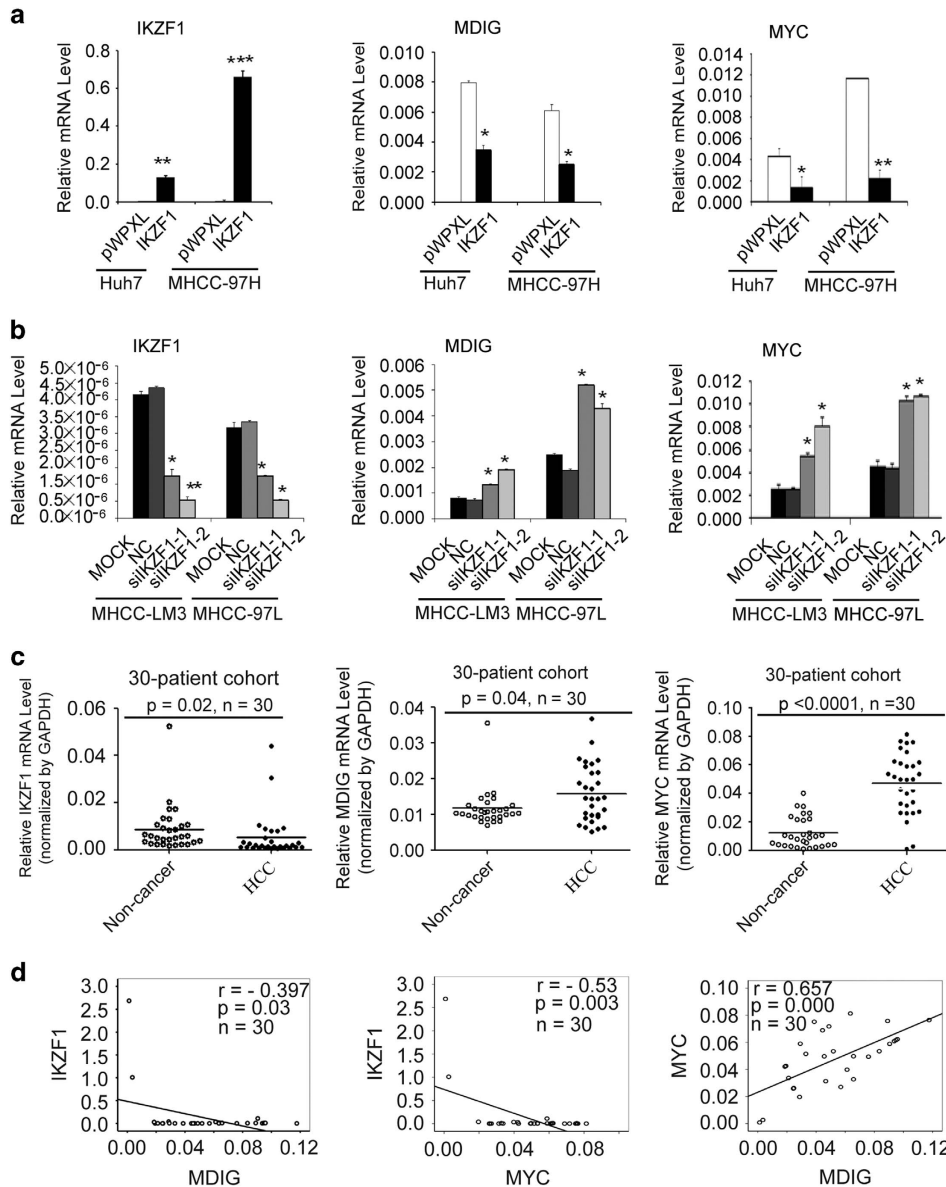 a
IKZF1
Relative mRNA Level
0.8
0.6
0.4
0.2
0.0
**
***
pWPXL
IKZF1
pWPXL
IKZF1
Huh7
MHCC-97H
MDIG
Relative mRNA Level
0.010
0.008
0.006
0.004
0.002
0.000
*
*
pWPXL
IKZF1
pWPXL
IKZF1
Huh7
MHCC-97H
MYC
Relative mRNA Level
0.014
0.012
0.010
0.008
0.006
0.004
0.002
0.000
*
**
pWPXL
IKZF1
pWPXL
IKZF1
Huh7
MHCC-97H
b
IKZF1
Relative mRNA Level
5.0×10-6
4.5×10-6
4.0×10-6
3.5×10-6
3.0×10-6
2.5×10-6
2.0×10-6
1.5×10-6
1.0×10-6
0.5×10-6
0.0×10-6
*
**
*
*
MOCK
NC
siIKZF1-1
siIKZF1-2
MOCK
NC
siIKZF1-1
siIKZF1-2
MHCC-LM3
MHCC-97L
MDIG
Relative mRNA Level
0.006
0.005
0.004
0.003
0.002
0.001
0.000
*
*
*
*
MOCK
NC
siIKZF1-1
siIKZF1-2
MOCK
NC
siIKZF1-1
siIKZF1-2
MHCC-LM3
MHCC-97L
MYC
Relative mRNA Level
0.012
0.010
0.008
0.006
0.004
0.002
0.000
*
*
*
*
MOCK
NC
siIKZF1-1
siIKZF1-2
MOCK
NC
siIKZF1-1
siIKZF1-2
MHCC-LM3
MHCC-97L
c
30-patient cohort
p = 0.02, n = 30
Relative IKZF1 mRNA Level
(normalized by GAPDH)
0.06
0.04
0.02
0.00
Non-cancer
HCC
30-patient cohort
p = 0.04, n = 30
Relative MDIG mRNA Level
(normalized by GAPDH)
0.04
0.03
0.02
0.01
0.00
Non-cancer
HCC
30-patient cohort
p <0.0001, n =30
Relative MYC mRNA Level
(normalized by GAPDH)
0.10
0.08
0.06
0.04
0.02
0.00
Non-cancer
HCC
d
r = - 0.397
p = 0.03
n = 30
IKZF1
3.0
2.5
2.0
1.5
1.0
0.5
0.0
0.00
0.04
0.08
0.12
MDIG
r = - 0.53
p = 0.003
n = 30
IKZF1
3.0
2.5
2.0
1.5
1.0
0.5
0.0
0.00
0.02
0.04
0.06
0.08
MYC
r = 0.657
p = 0.000
n = 30
MYC
0.10
0.08
0.06
0.04
0.02
0.00
0.00
0.04
0.08
0.12
MDIG